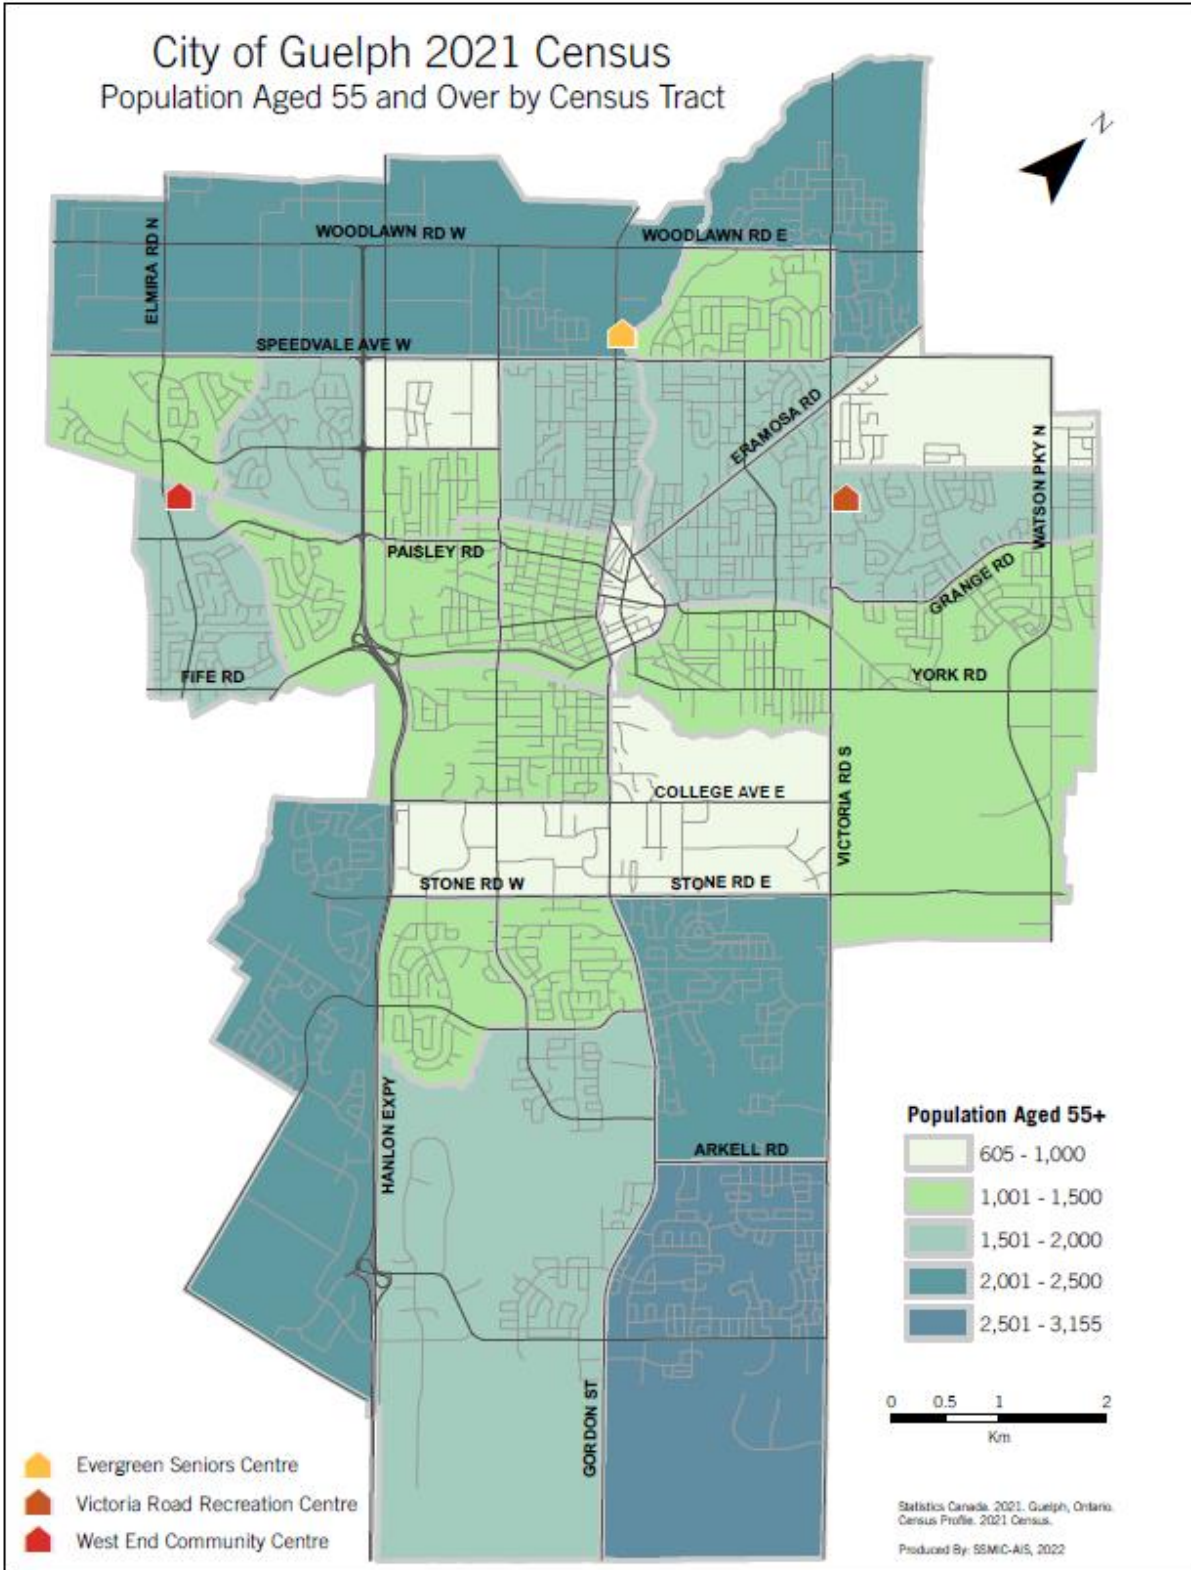 City of Guelph 2021 Census
Population Aged 55 and Over by Census Tract
N
ELMIRA RD N
WOODLAWN RD W
WOODLAWN RD E
SPEEDVALE AVE W
ERAMOSA RD
WATSON PKY N
PAISLEY RD
GRANGE RD
FIFE RD
YORK RD
COLLEGE AVE E
VICTORIA RD S
STONE RD W
STONE RD E
HANLON EXPY
ARKELL RD
GORDON ST
Population Aged 55+
605 - 1,000
1,001 - 1,500
1,501 - 2,000
2,001 - 2,500
2,501 - 3,155
0 0.5 1 2
Km
Evergreen Seniors Centre
Victoria Road Recreation Centre
West End Community Centre
Statistics Canada. 2021. Guelph, Ontario.
Census Profile. 2021 Census.
Produced By: SSMIC-AIS, 2022